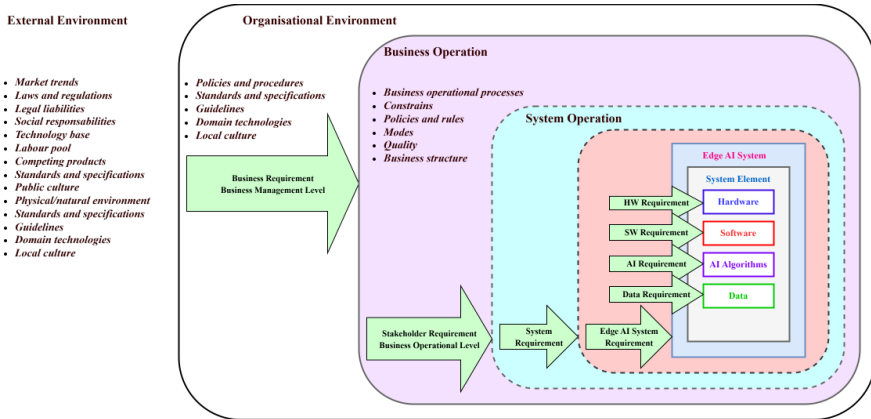 External Environment
Market trends
Laws and regulations
Legal liabilities
Social responsabilities
Technology base
Labour pool
Competing products
Standards and specifications
Public culture
Physical/natural environment
Standards and specifications
Guidelines
Domain technologies
Local culture
Organisational Environment
Policies and procedures
Standards and specifications
Guidelines
Domain technologies
Local culture
Business Requirement
Business Management Level
Business Operation
Business operational processes
Constrains
Policies and rules
Modes
Quality
Business structure
Stakeholder Requirement
Business Operational Level
System Operation
System
Requirement
Edge AI System
Requirement
Edge AI System
System Element
HW Requirement
Hardware
SW Requirement
Software
AI Requirement
AI Algorithms
Data Requirement
Data